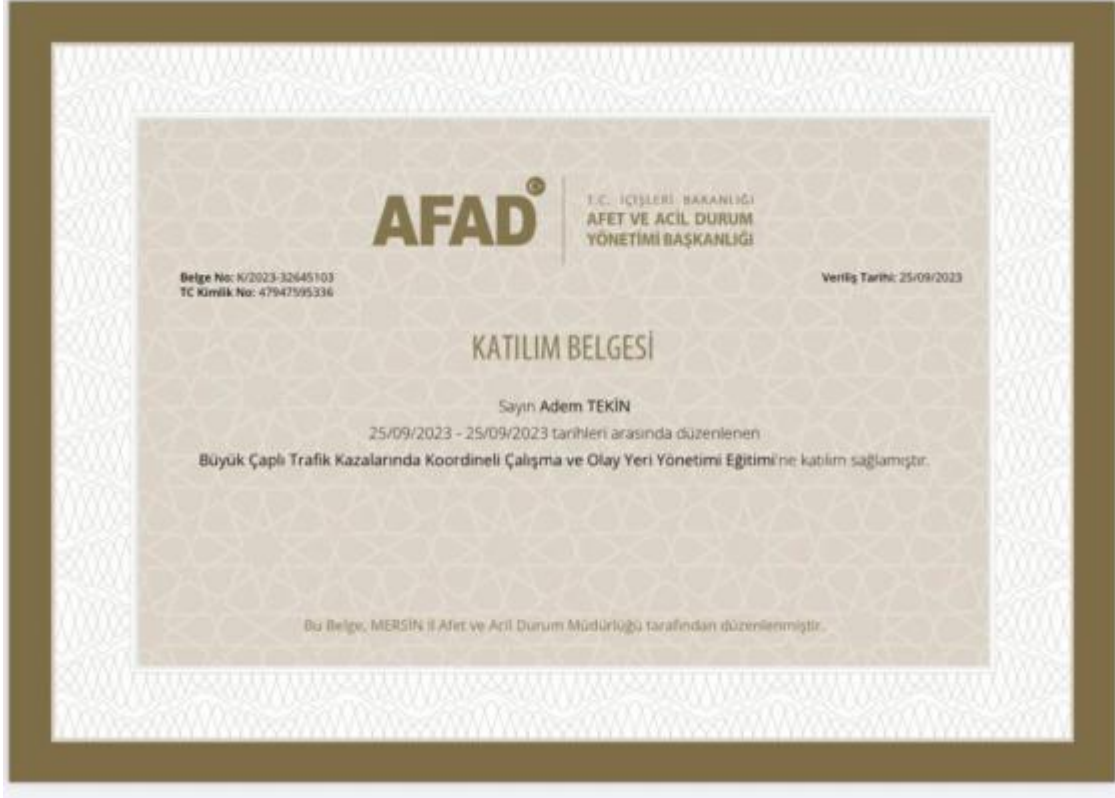 AFAD
T.C. İÇİŞLERİ BAKANLIĞI
AFET VE ACİL DURUM
YÖNETİMİ BAŞKANLIĞI
Belge No: K/2023-32645103
TC Kimlik No: 47947595336
Veriliş Tarihi: 25/09/2023
KATILIM BELGESİ
Sayın Adem TEKİN
25/09/2023 - 25/09/2023 tarihleri arasında düzenlenen
Büyük Çaplı Trafik Kazalarında Koordineli Çalışma ve Olay Yeri Yönetimi Eğitimi'ne katılım sağlamıştır.
Bu Belge, MERSİN İl Afet ve Acil Durum Müdürlüğü tarafından düzenlenmiştir.